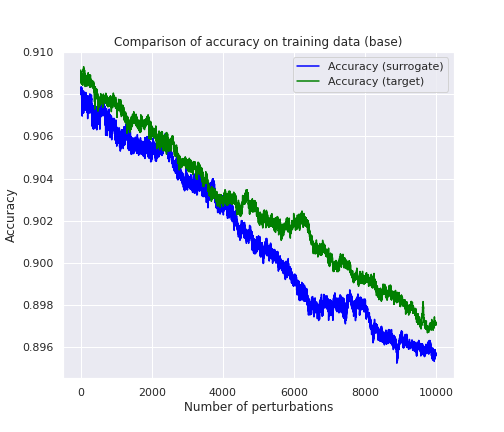 Comparison of accuracy on training data (base)
Accuracy (surrogate)
Accuracy (target)
Accuracy
0.910
0.908
0.906
0.904
0.902
0.900
0.898
0.896
0
2000
4000
6000
8000
10000
Number of perturbations